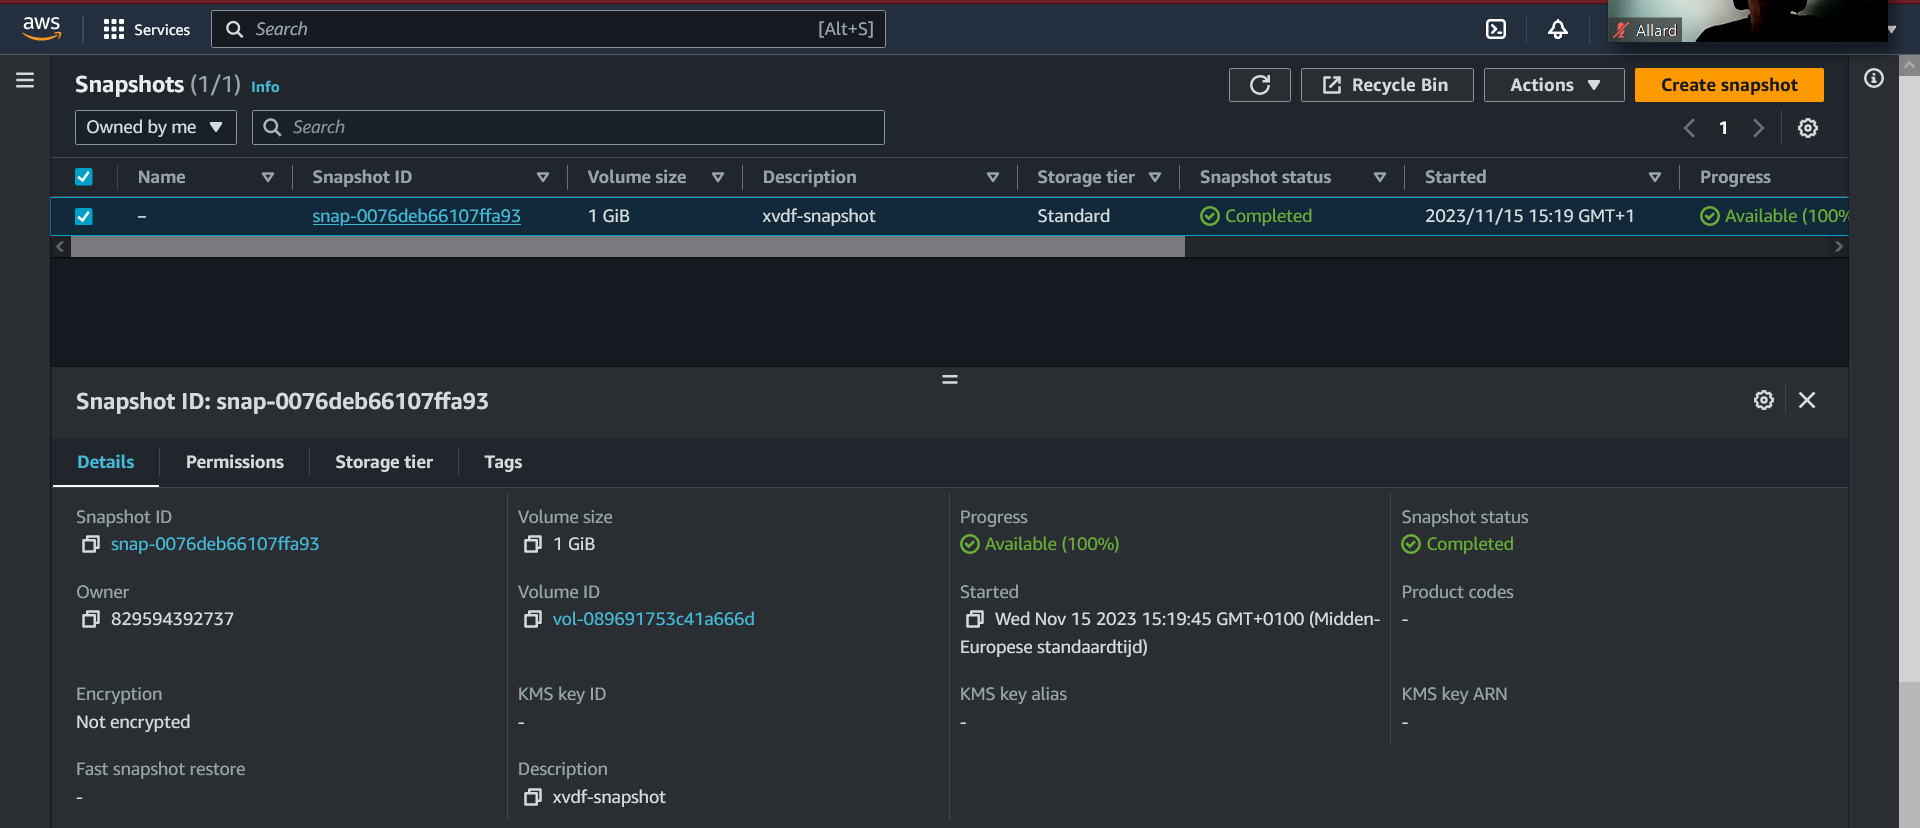 aws
Services
Search
[Alt+S]
Allard
Snapshots (1/1) Info
Recycle Bin
Actions
Create snapshot
Owned by me
Search
1
Name
Snapshot ID
Volume size
Description
Storage tier
Snapshot status
Started
Progress
–
snap-0076deb66107ffa93
1 GiB
xvdf-snapshot
Standard
Completed
2023/11/15 15:19 GMT+1
Available (100%
Snapshot ID: snap-0076deb66107ffa93
Details
Permissions
Storage tier
Tags
Snapshot ID
snap-0076deb66107ffa93
Volume size
1 GiB
Progress
Available (100%)
Snapshot status
Completed
Owner
829594392737
Volume ID
vol-089691753c41a666d
Started
Wed Nov 15 2023 15:19:45 GMT+0100 (Midden-
Europese standaardtijd)
Product codes
-
Encryption
Not encrypted
KMS key ID
-
KMS key alias
-
KMS key ARN
-
Fast snapshot restore
-
Description
xvdf-snapshot